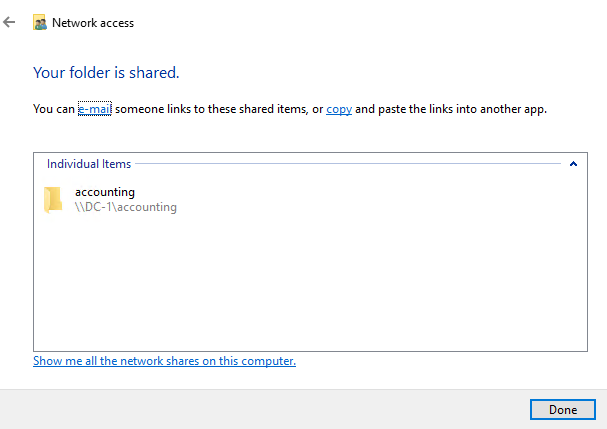 Network access
Your folder is shared.
You can e-mail someone links to these shared items, or copy and paste the links into another app.
Individual Items
accounting
\\DC-1\accounting
Show me all the network shares on this computer.
Done